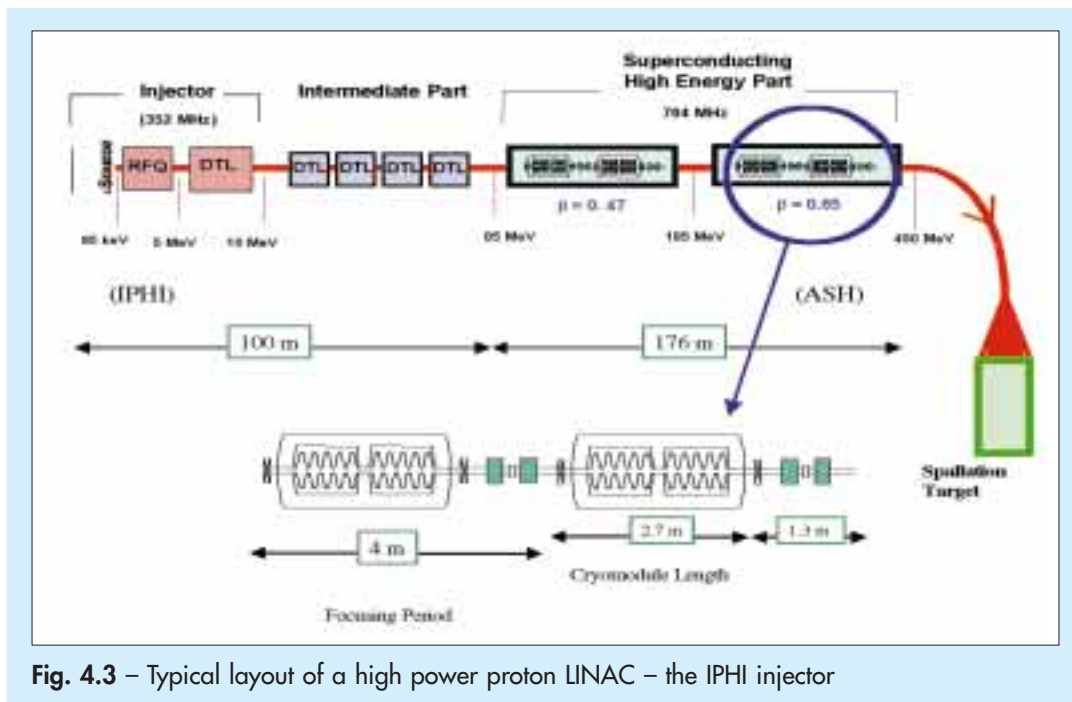 Superconducting
High Energy Part
Injector
Intermediate Part
(352 MHz)
704 MHz
Source
RFQ
DTL
DTL
DTL
DTL
DTL
β = 0.47
β = 0.65
5 MeV
10 MeV
85 MeV
185 MeV
450 MeV
(IPHI)
(ASH)
100 m
176 m
Spallation
Target
2.7 m
1.3 m
4 m
Cryomodule Length
Focusing Period
Fig. 4.3 – Typical layout of a high power proton LINAC – the IPHI injector